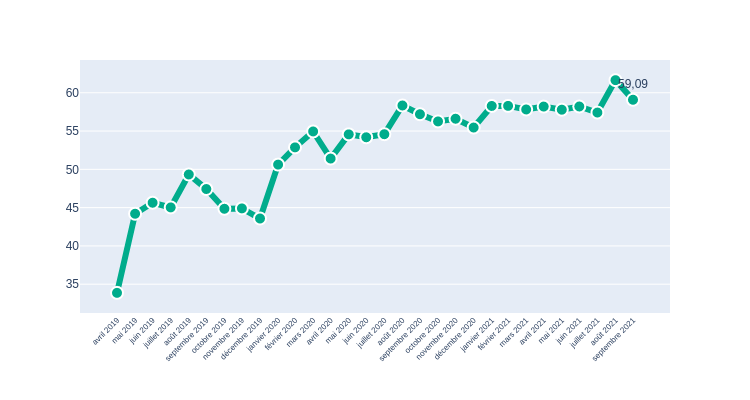 59,09
60
55
50
45
40
35
avril 2019
mai 2019
juin 2019
juillet 2019
août 2019
septembre 2019
octobre 2019
novembre 2019
décembre 2019
janvier 2020
février 2020
mars 2020
avril 2020
mai 2020
juin 2020
juillet 2020
août 2020
septembre 2020
octobre 2020
novembre 2020
décembre 2020
janvier 2021
février 2021
mars 2021
avril 2021
mai 2021
juin 2021
juillet 2021
août 2021
septembre 2021